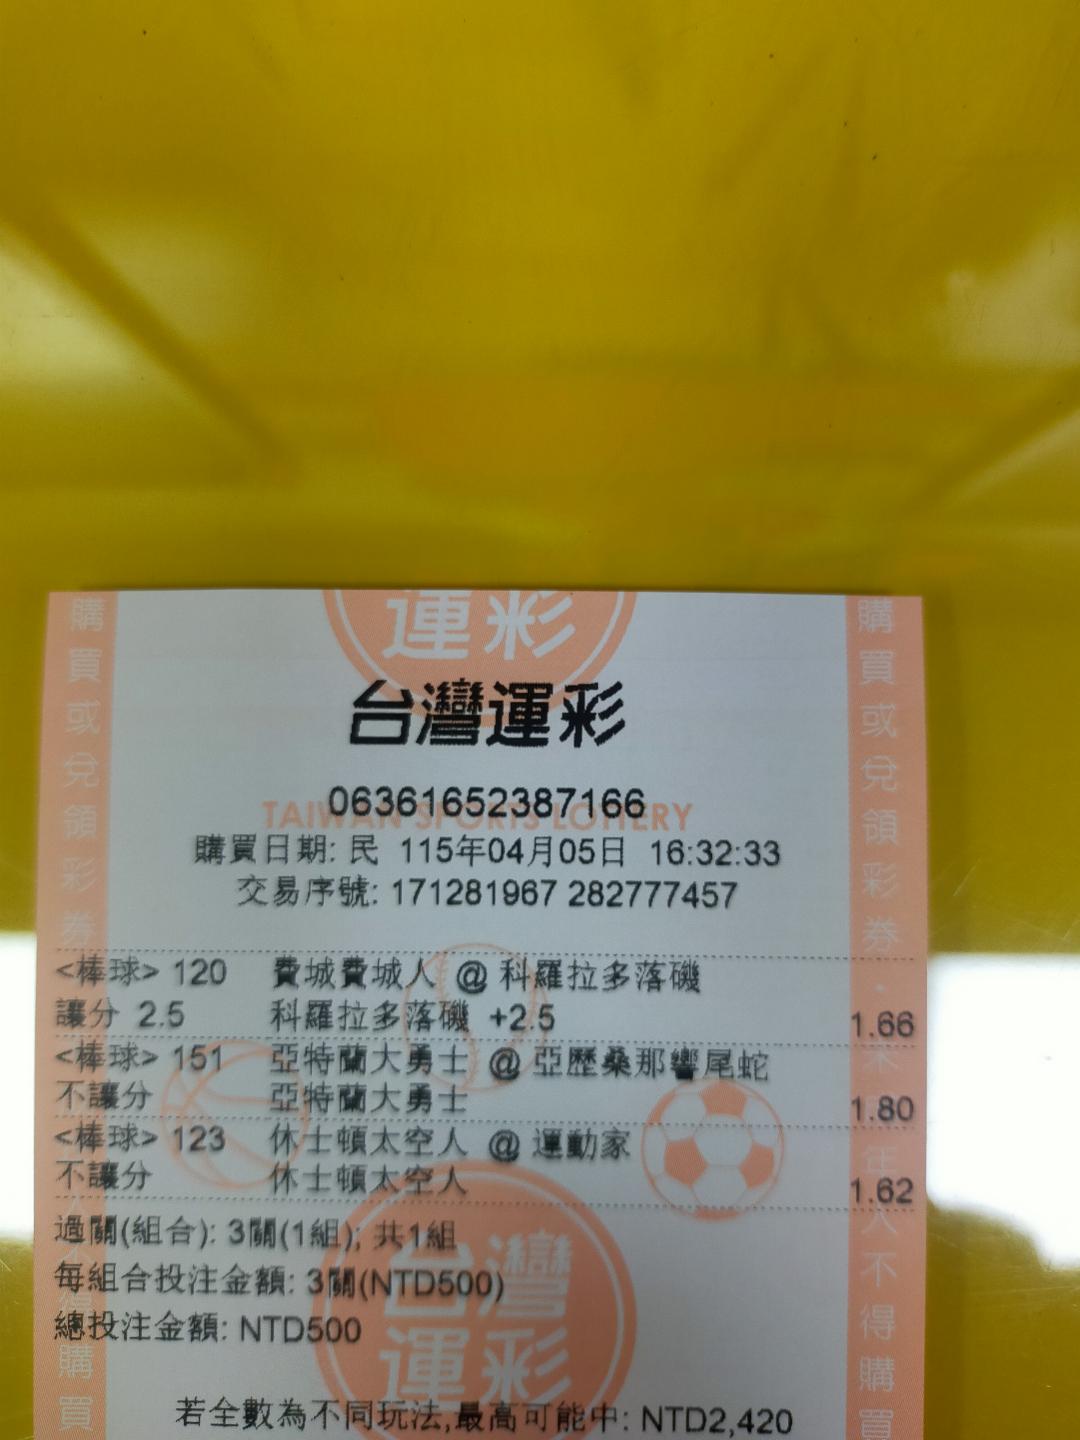 運彩
台灣運彩
TAIWAN SPORTS LOTTERY
06361652387166
購買日期: 民 115年04月05日 16:32:33
交易序號: 171281967 282777457
<棒球> 120 費城費城人 @ 科羅拉多落磯
讓分 2.5 科羅拉多落磯 +2.5 1.66
<棒球> 151 亞特蘭大勇士 @ 亞歷桑那響尾蛇
不讓分 亞特蘭大勇士 1.80
<棒球> 123 休士頓太空人 @ 運動家
不讓分 休士頓太空人 1.62
過關(組合): 3關(1組); 共1組
每組合投注金額: 3關(NTD500)
總投注金額: NTD500
台灣
運彩
若全數為不同玩法,最高可能中: NTD2,420
購買或兌領彩券
購買
購買或兌領彩券
年
人不得購買